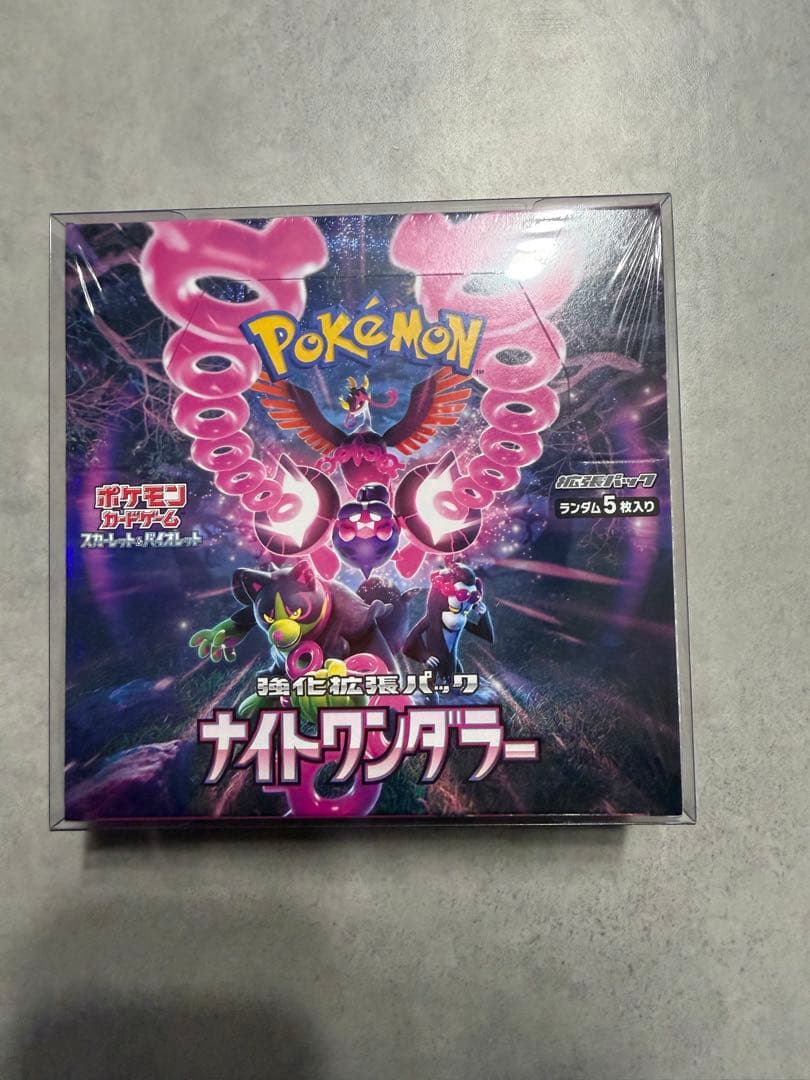 POKÉMON
TM
ポケモン
カードゲーム
スカーレット&バイオレット
拡張パック
ランダム5枚入り
強化拡張パック
ナイトワンダラー